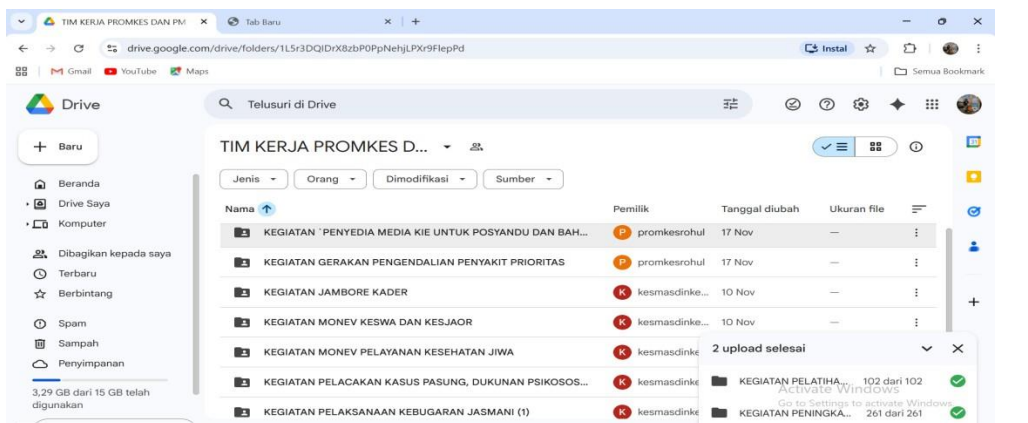 TIM KERJA PROMKES DAN PM
Tab Baru
drive.google.com/drive/folders/1L5r3DQIDrX8zbP0PpNehjLPXr9FlepPd
Instal
Gmail YouTube Maps
Semua Bookmark
Drive
Telusuri di Drive
Baru
TIM KERJA PROMKES D...
Jenis Orang Dimodifikasi Sumber
Beranda
Drive Saya
Komputer
Dibagikan kepada saya
Terbaru
Berbintang
Spam
Sampah
Penyimpanan
3,29 GB dari 15 GB telah
digunakan
Nama Pemilik Tanggal diubah Ukuran file
KEGIATAN `PENYEDIA MEDIA KIE UNTUK POSYANDU DAN BAH... P promkesrohul 17 Nov —
KEGIATAN GERAKAN PENGENDALIAN PENYAKIT PRIORITAS P promkesrohul 17 Nov —
KEGIATAN JAMBORE KADER K kesmasdinke... 10 Nov —
KEGIATAN MONEV KESWA DAN KESJAOR K kesmasdinke... 10 Nov —
KEGIATAN MONEV PELAYANAN KESEHATAN JIWA K kesmasdinke
KEGIATAN PELACAKAN KASUS PASUNG, DUKUNAN PSIKOSOS... K kesmasdinke
KEGIATAN PELAKSANAAN KEBUGARAN JASMANI (1) K kesmasdinke
2 upload selesai
KEGIATAN PELATIHA... 102 dari 102
KEGIATAN PENINGKA... 261 dari 261
Activate Windows
Go to Settings to activate Windows.